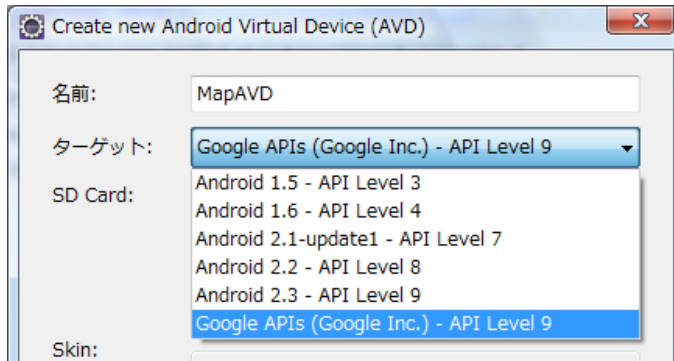 Create new Android Virtual Device (AVD)
名前: MapAVD
ターゲット: Google APIs (Google Inc.) - API Level 9
SD Card:
Android 1.5 - API Level 3
Android 1.6 - API Level 4
Android 2.1-update1 - API Level 7
Android 2.2 - API Level 8
Android 2.3 - API Level 9
Google APIs (Google Inc.) - API Level 9
Skin: